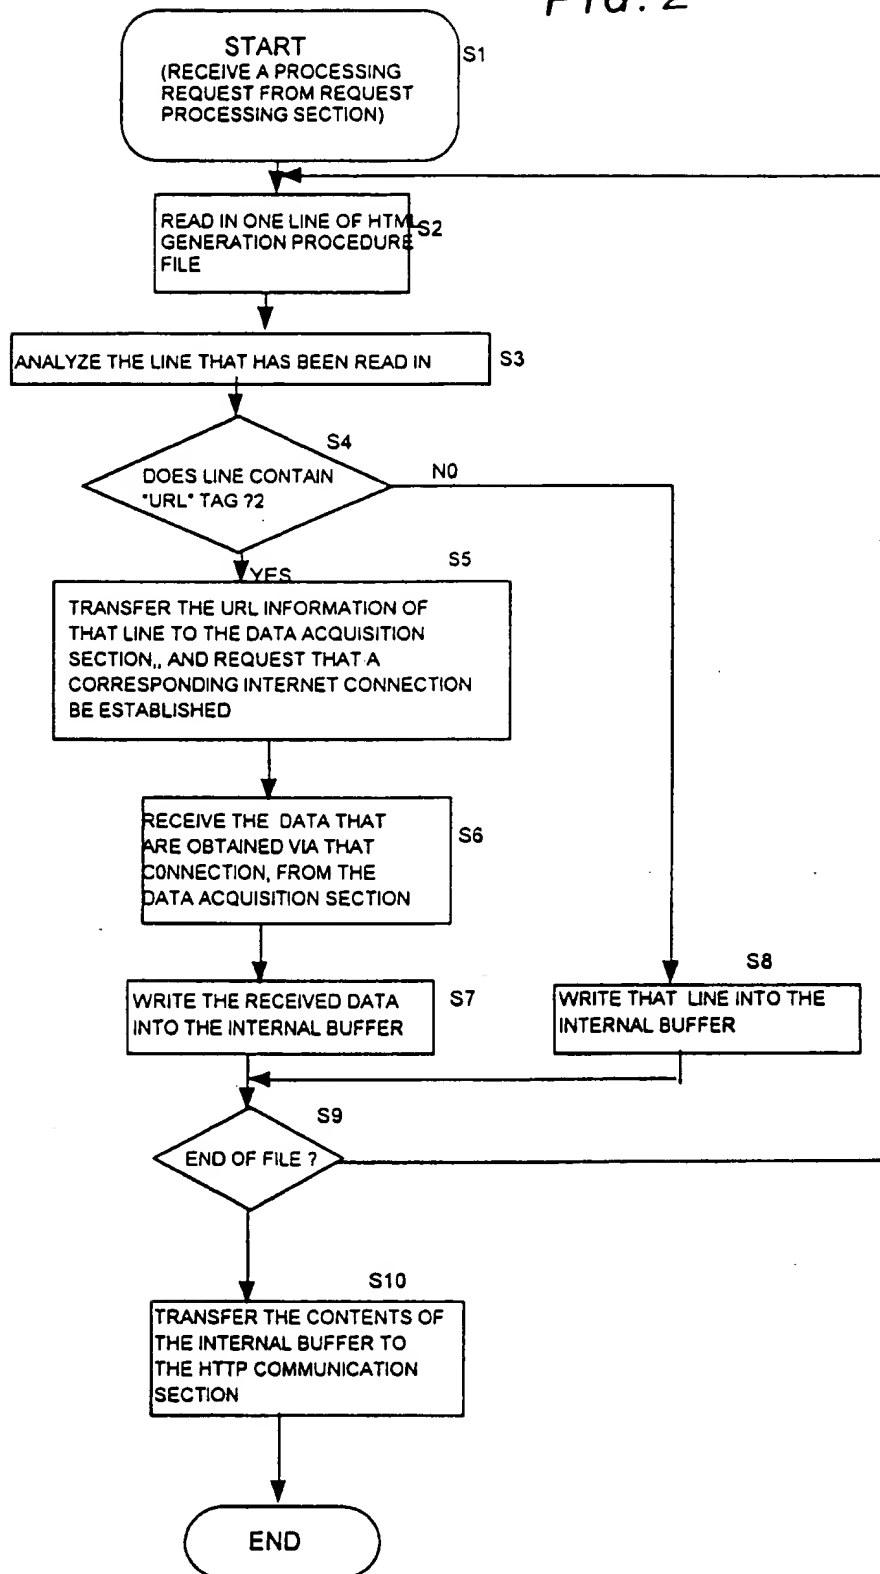 FIG. 2
START
S1
(RECEIVE A PROCESSING
REQUEST FROM REQUEST
PROCESSING SECTION)
READ IN ONE LINE OF HTML
S2
GENERATION PROCEDURE
FILE
ANALYZE THE LINE THAT HAS BEEN READ IN
S3
S4
DOES LINE CONTAIN
"URL" TAG ?2
NO
YES
S5
TRANSFER THE URL INFORMATION OF
THAT LINE TO THE DATA ACQUISITION
SECTION,, AND REQUEST THAT A
CORRESPONDING INTERNET CONNECTION
BE ESTABLISHED
RECEIVE THE DATA THAT
ARE OBTAINED VIA THAT
CONNECTION, FROM THE
DATA ACQUISITION SECTION
S6
WRITE THE RECEIVED DATA
INTO THE INTERNAL BUFFER
S7
S8
WRITE THAT LINE INTO THE
INTERNAL BUFFER
S9
END OF FILE ?
S10
TRANSFER THE CONTENTS OF
THE INTERNAL BUFFER TO
THE HTTP COMMUNICATION
SECTION
END